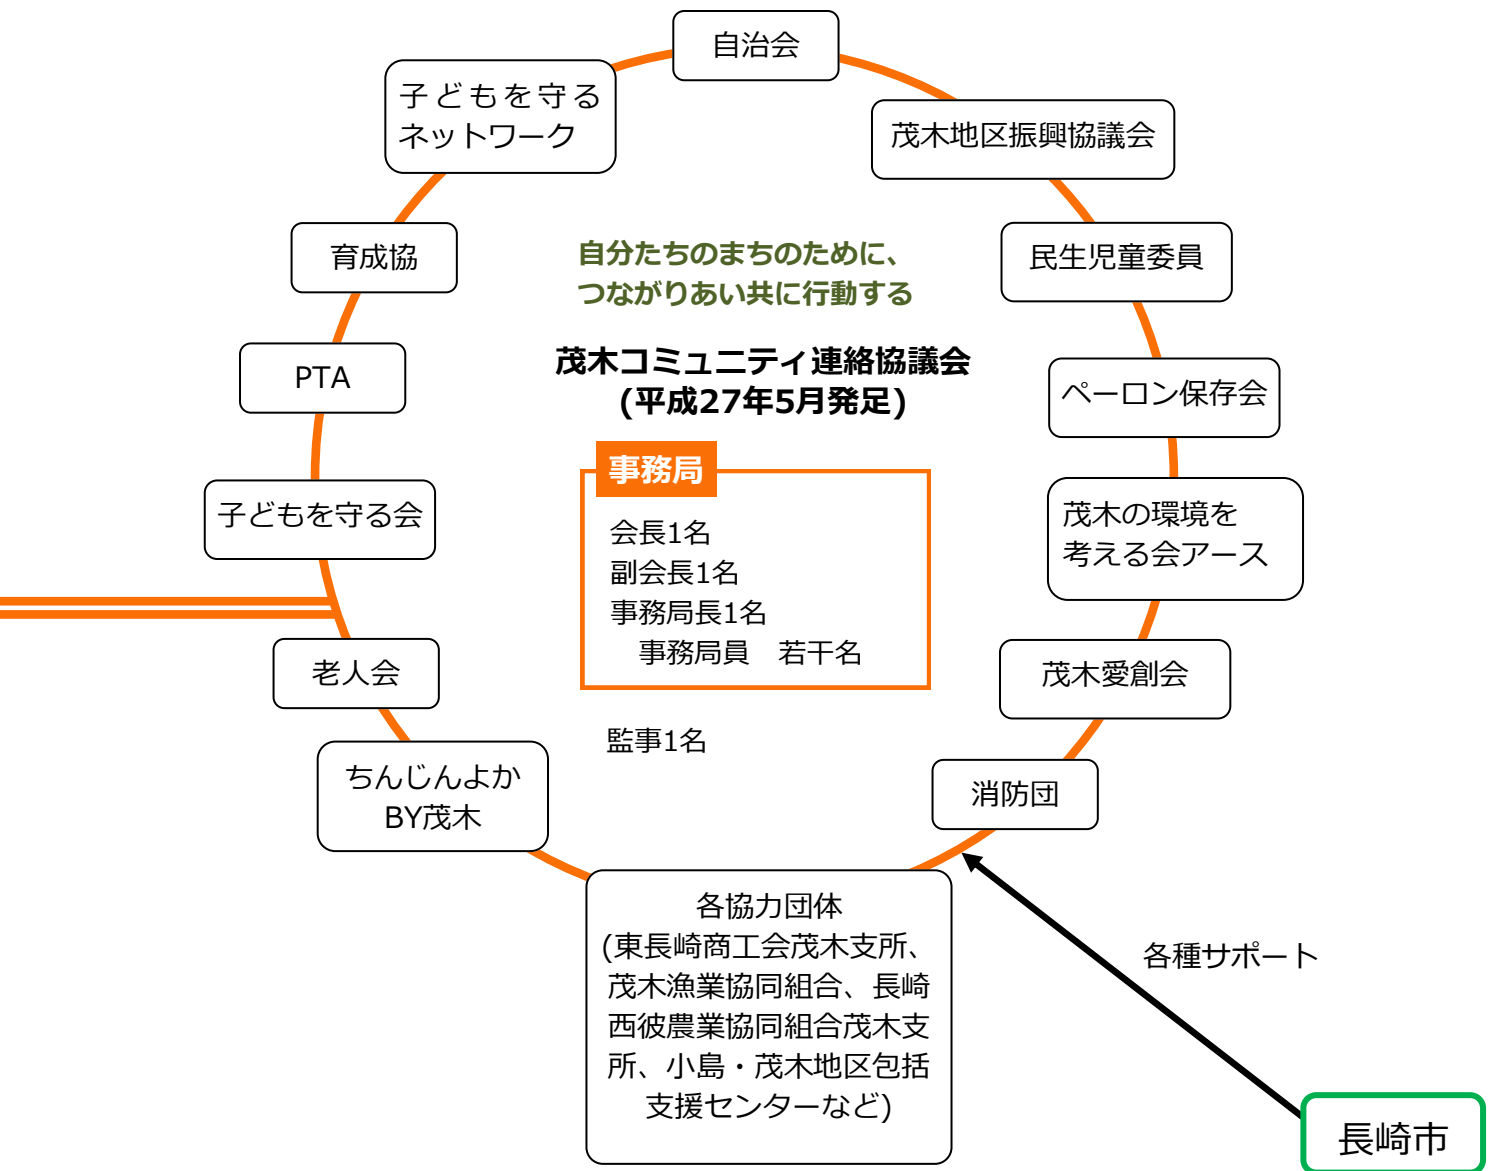 自治会
子どもを守る
ネットワーク
茂木地区振興協議会
育成協
自分たちのまちのために、
つながりあい共に行動する
民生児童委員
茂木コミュニティ連絡協議会
(平成27年5月発足)
PTA
ペーロン保存会
事務局
会長1名
副会長1名
事務局長1名
事務局員　若干名
子どもを守る会
茂木の環境を
考える会アース
老人会
茂木愛創会
監事1名
ちんじんよか
BY茂木
消防団
各協力団体
(東長崎商工会茂木支所、
茂木漁業協同組合、長崎
西彼農業協同組合茂木支
所、小島・茂木地区包括
支援センターなど)
各種サポート
長崎市